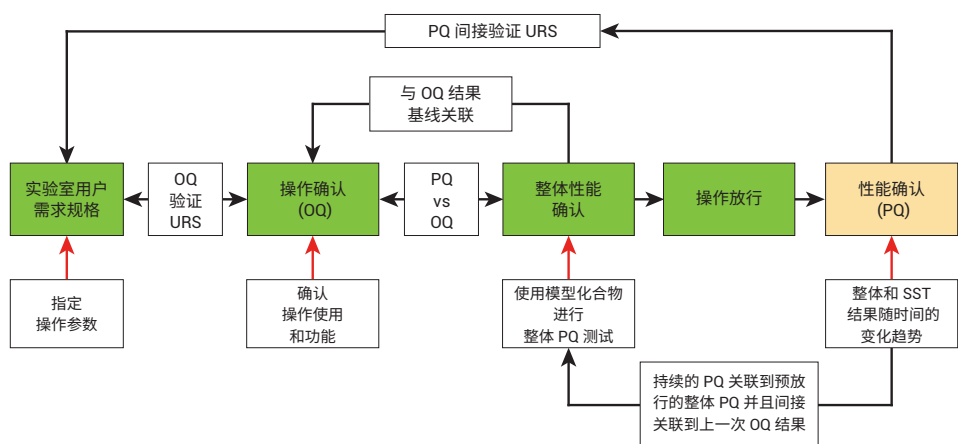 PQ 间接验证 URS
与 OQ 结果
基线关联
实验室用户
需求规格
OQ
验证
URS
操作确认
(OQ)
PQ
vs
OQ
整体性能
确认
操作放行
性能确认
(PQ)
指定
操作参数
确认
操作使用
和功能
使用模型化合物
进行
整体 PQ 测试
整体和 SST
结果随时间的
变化趋势
持续的 PQ 关联到预放
行的整体 PQ 并且间接
关联到上一次 OQ 结果